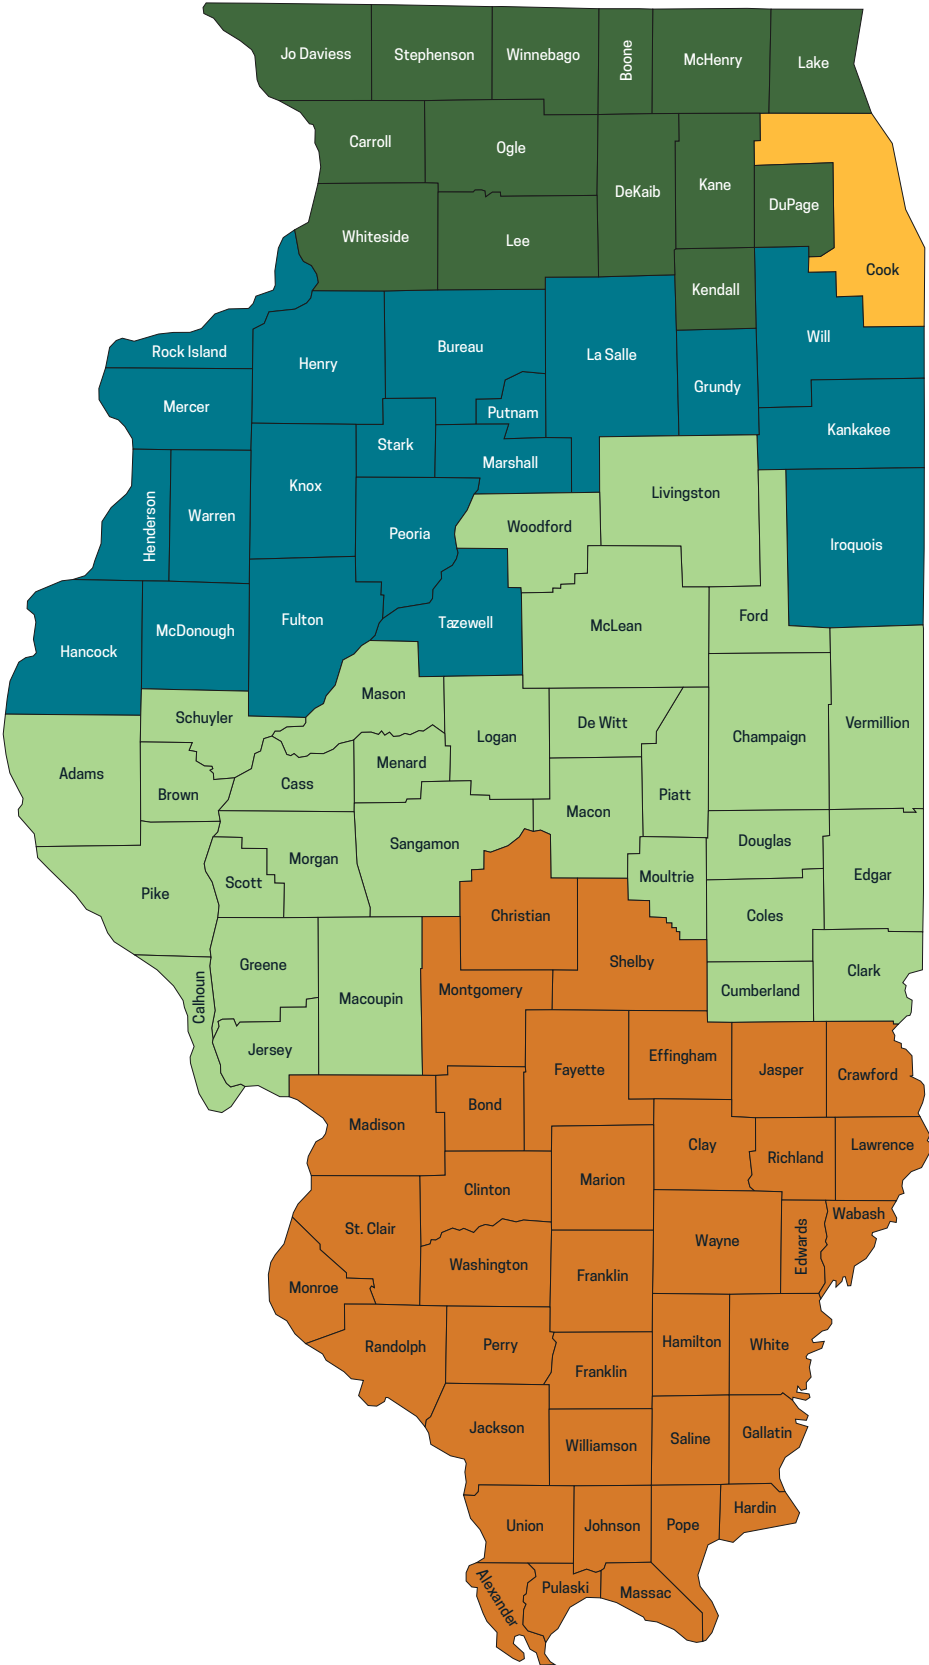 Jo Daviess
Stephenson
Winnebago
Boone
McHenry
Lake
Carroll
Ogle
DeKaib
Kane
DuPage
Whiteside
Lee
Cook
Kendall
Rock Island
Henry
Bureau
La Salle
Will
Grundy
Mercer
Putnam
Kankakee
Stark
Marshall
Knox
Livingston
Henderson
Warren
Peoria
Woodford
Iroquois
Hancock
McDonough
Fulton
Tazewell
McLean
Ford
Mason
Schuyler
Logan
De Witt
Champaign
Vermillion
Adams
Brown
Cass
Menard
Piatt
Macon
Sangamon
Douglas
Pike
Scott
Morgan
Moultrie
Edgar
Christian
Coles
Greene
Shelby
Calhoun
Macoupin
Montgomery
Cumberland
Clark
Jersey
Fayette
Effingham
Jasper
Crawford
Bond
Madison
Clay
Richland
Lawrence
Clinton
Marion
St. Clair
Wayne
Edwards
Wabash
Washington
Franklin
Monroe
Randolph
Perry
Hamilton
White
Franklin
Jackson
Williamson
Saline
Gallatin
Union
Johnson
Pope
Hardin
Alexander
Pulaski
Massac